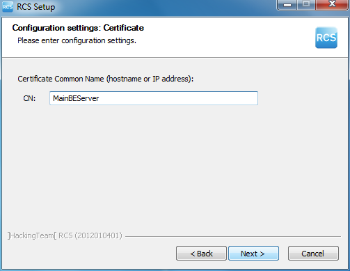 RCS Setup
Configuration settings: Certificate
Please enter configuration settings.
RCS
Certificate Common Name (hostname or IP address):
CN: MainBEServer
]HackingTeam[ RCS (2012010401)
< Back
Next >
Cancel